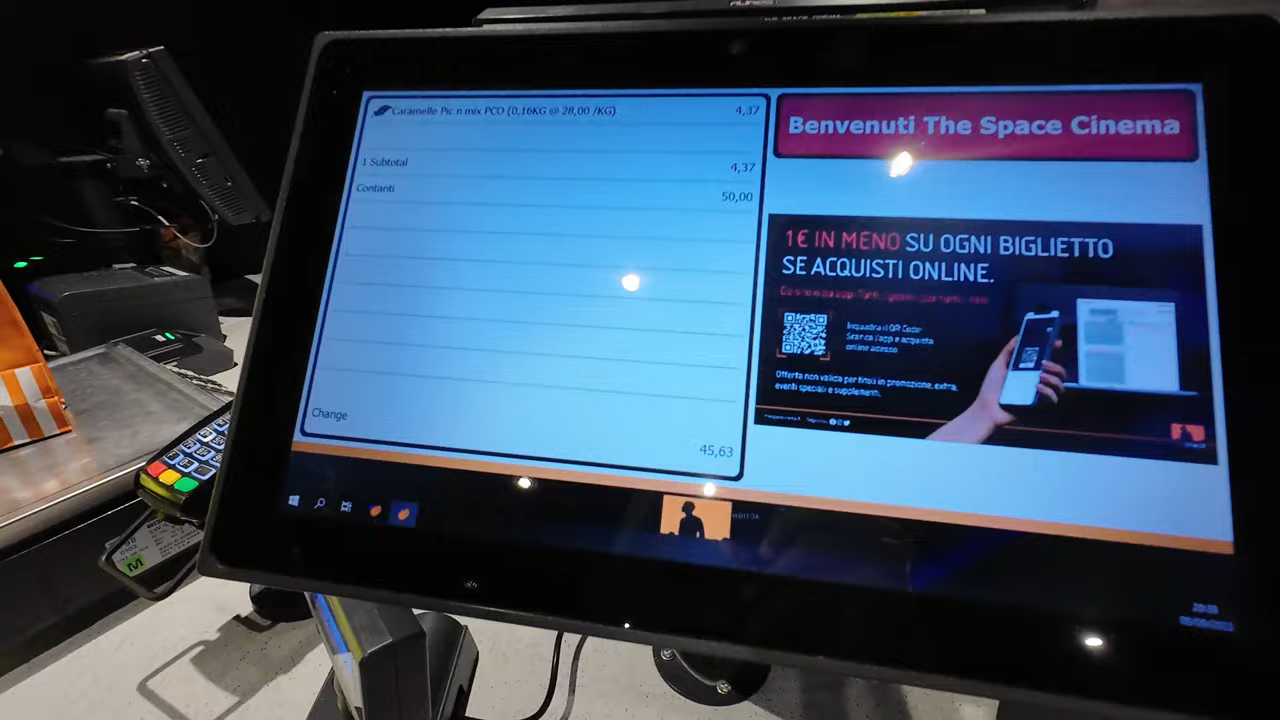 Caramelle Pic n mix PCO (0,16KG @ 28,00 /KG) 4,37
1 Subtotal 4,37
Contanti 50,00
Change 45,63
Benvenuti The Space Cinema
1€ IN MENO SU OGNI BIGLIETTO
SE ACQUISTI ONLINE.
Inquadra il QR Code
Scarica l'app e acquista
online adesso
Offerta non valida per titoli in promozione, extra,
eventi speciali e supplementi.